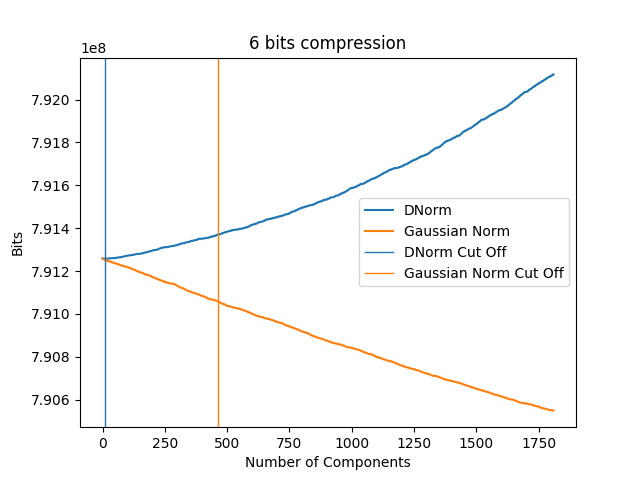 6 bits compression
1e8
7.920
7.918
7.916
7.914
7.912
7.910
7.908
7.906
Bits
DNorm
Gaussian Norm
DNorm Cut Off
Gaussian Norm Cut Off
0 250 500 750 1000 1250 1500 1750
Number of Components